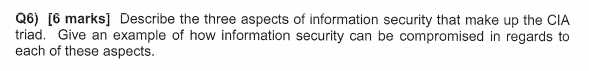 Q6) [6 marks] Describe the three aspects of information security that make up the CIA
triad. Give an example of how information security can be compromised in regards to
each of these aspects.